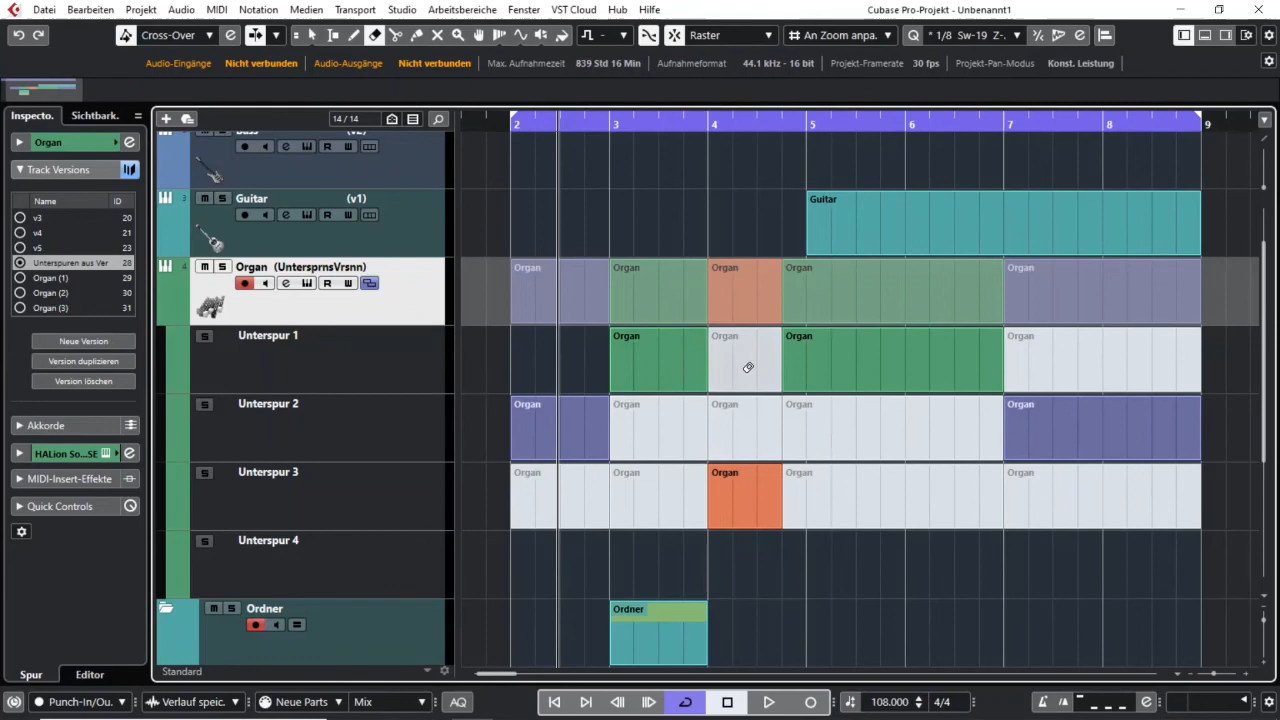 Datei Bearbeiten Projekt Audio MIDI Notation Medien Transport Studio Arbeitsbereiche Fenster VST Cloud Hub Hilfe Cubase Pro-Projekt - Unbenannt1
Cross-Over Raster An Zoom anpa. * 1/8 Sw-19 Z-.
Audio-Eingänge Nicht verbunden Audio-Ausgänge Nicht verbunden Max. Aufnahmezeit 839 Std 16 Min Aufnahmeformat 44.1 kHz - 16 bit Projekt-Framerate 30 fps Projekt-Pan-Modus Konst. Leistung
Inspecto. Sichtbark. 14 / 14
2 3 4 5 6 7 8 9
Organ
Track Versions
Name ID
v3 20
v4 21
v5 23
Unterspuren aus Ver 28
Organ (1) 29
Organ (2) 30
Organ (3) 31
Neue Version
Version duplizieren
Version löschen
Akkorde
HALion So...SE
MIDI-Insert-Effekte
Quick Controls
Spur Editor
Bass (v2)
R W
3 M S Guitar (v1)
R W
Guitar
4 M S Organ (UntersprnsVrsnn)
R W
Organ Organ Organ Organ Organ
S Unterspur 1
Organ Organ Organ Organ
S Unterspur 2
Organ Organ Organ Organ Organ
S Unterspur 3
Organ Organ Organ Organ Organ
S Unterspur 4
m S Ordner
Ordner
Standard
Punch-In/Ou. Verlauf speic. Neue Parts Mix AQ 108.000 4/4